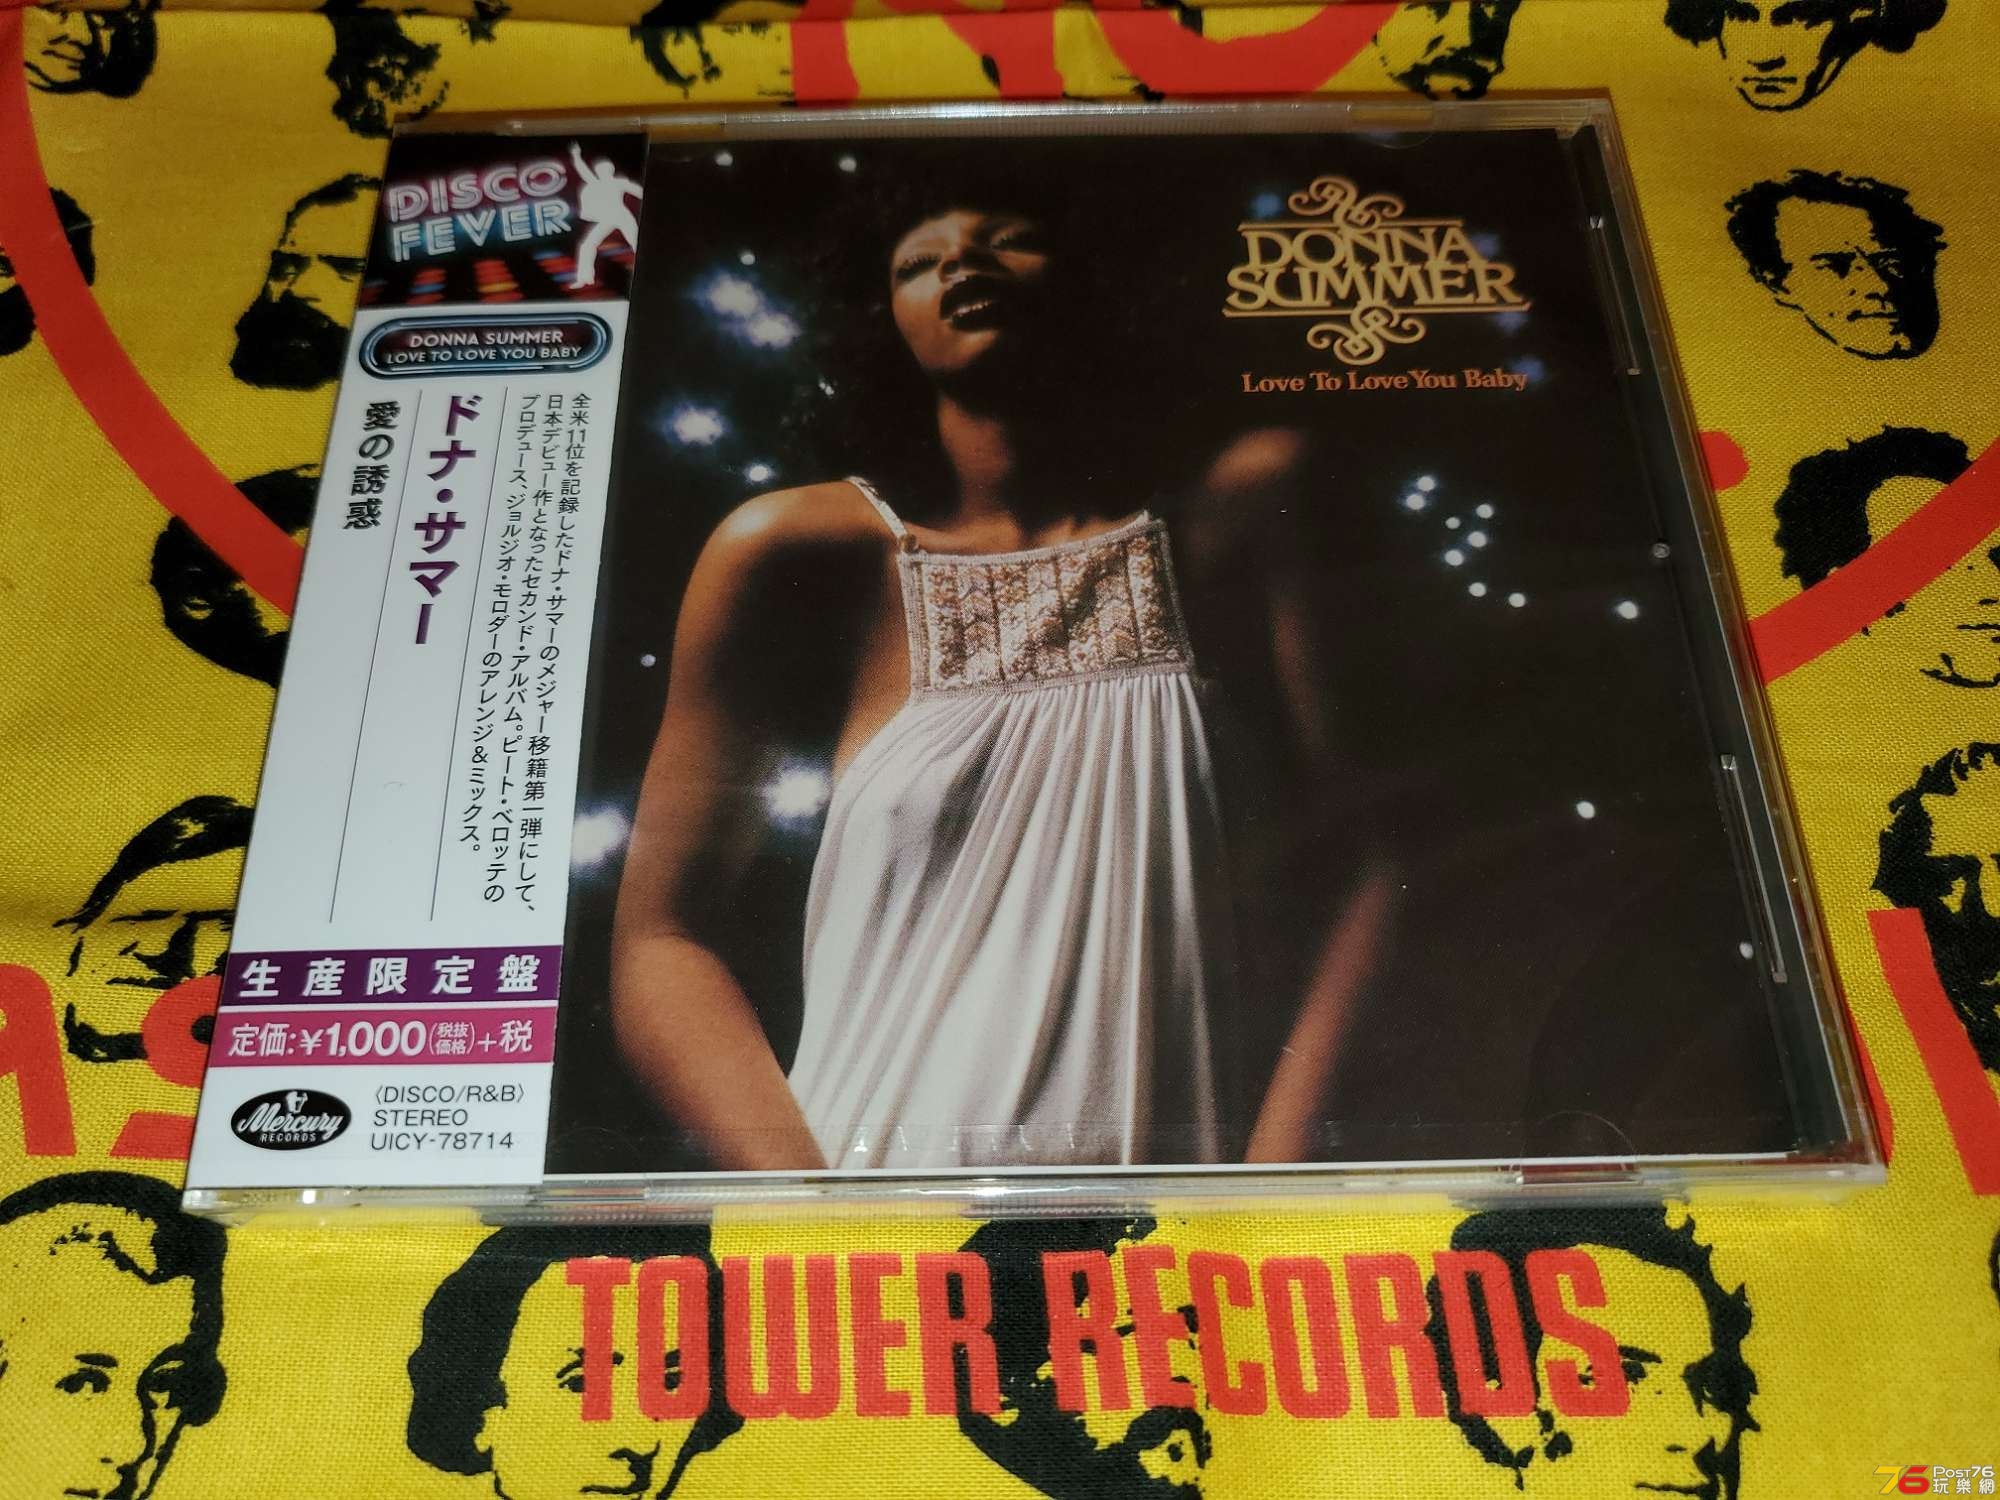 DISCO
FEVER
DONNA SUMMER
LOVE TO LOVE YOU BABY
全米11位を記録したドナ・サマーのメジャー移籍第一弾にして、
日本デビュー作となったセカンド・アルバム。ピート・ベロッテの
プロデュース、ジョルジオ・モロダーのアレンジ&ミックス。
ドナ・サマー
愛の誘惑
生産限定盤
定価:¥1,000(税抜価格)+税
Mercury
RECORDS
〈DISCO/R&B〉
STEREO
UICY-78714
DONNA
SUMMER
Love To Love You Baby
TOWER RECORDS
76 POST76
玩樂網